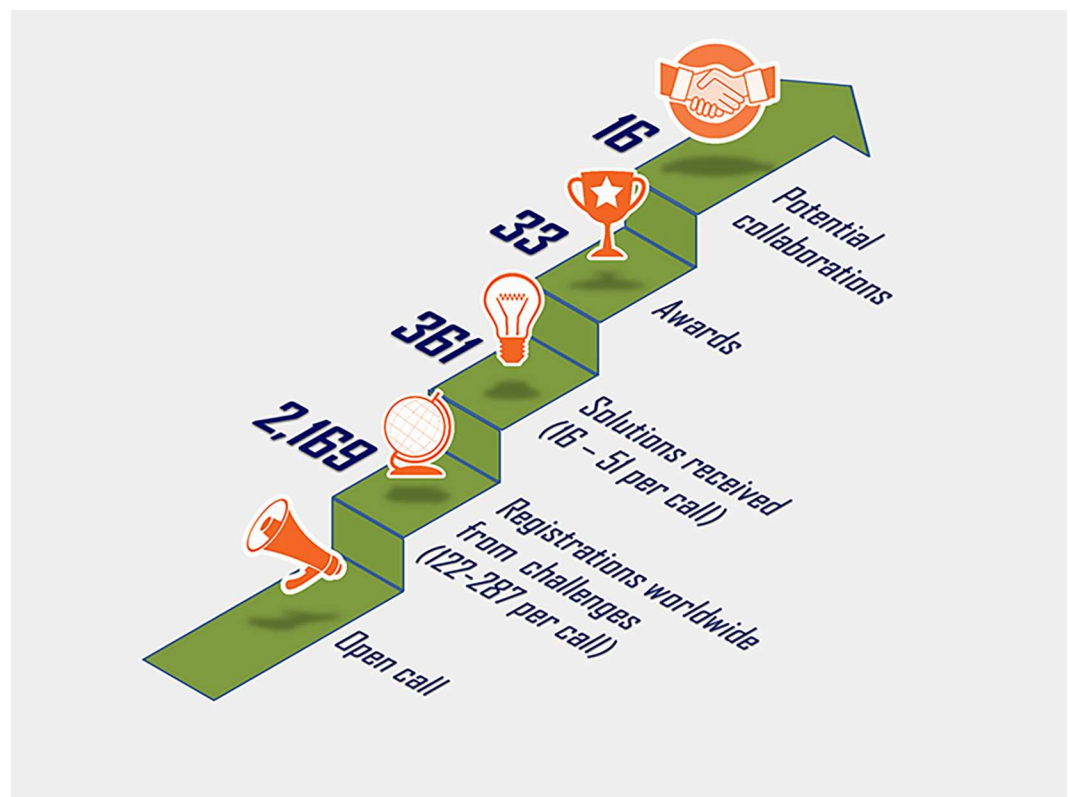 16
Potential
collaborations
33
Awards
361
Solutions received
(16 – 51 per call)
2,169
Registrations worldwide
from challenges
(122-287 per call)
Open call